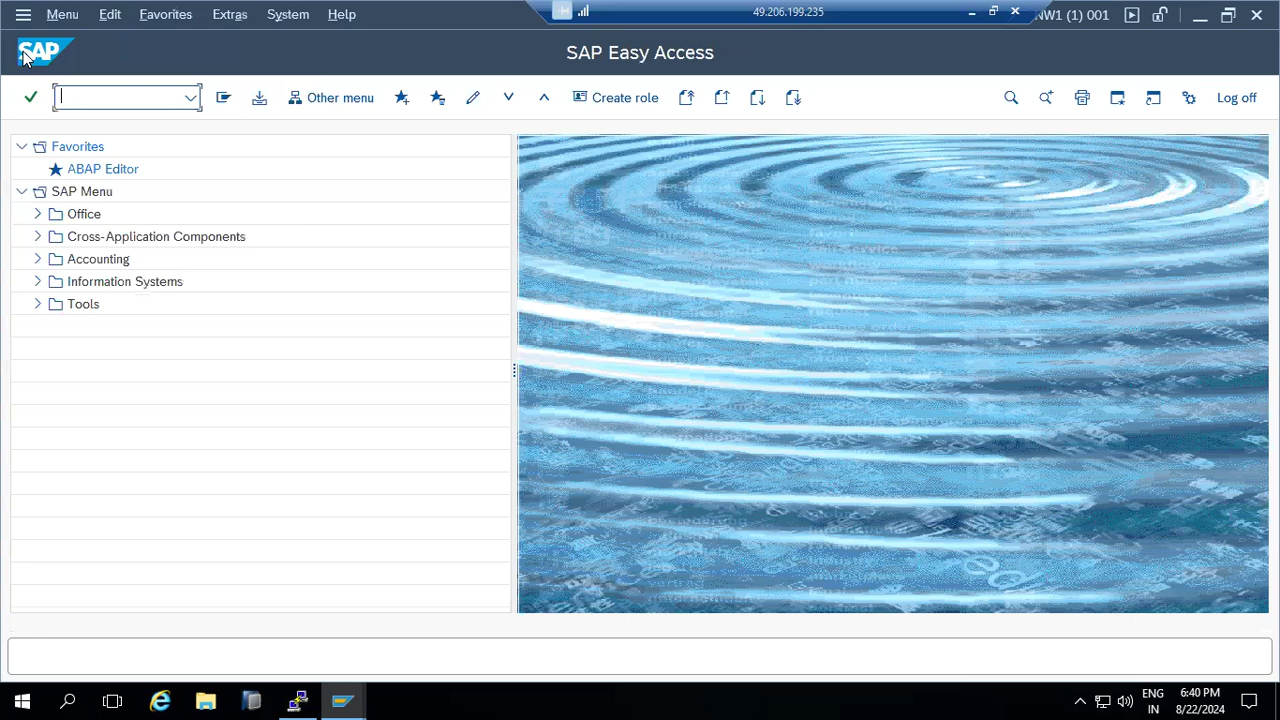 Menu Edit Favorites Extras System Help
49.206.199.235
NW1 (1) 001
SAP
SAP Easy Access
Other menu
Create role
Log off
Favorites
ABAP Editor
SAP Menu
Office
Cross-Application Components
Accounting
Information Systems
Tools
ENG
IN
6:40 PM
8/22/2024